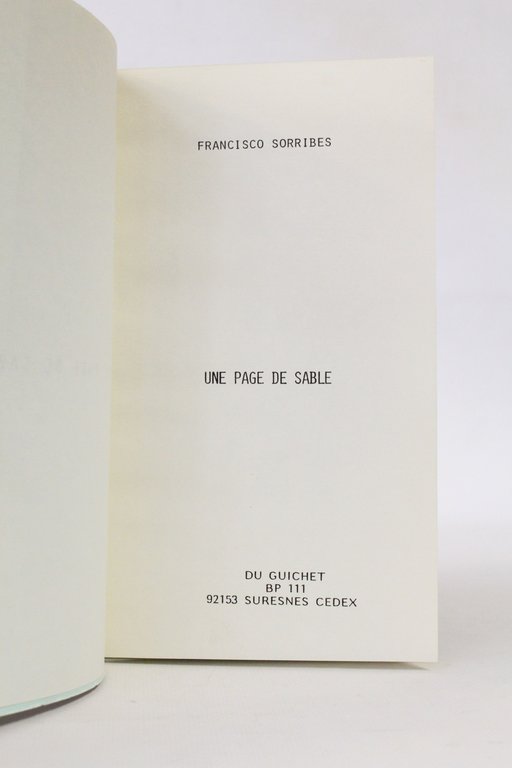 FRANCISCO SORRIBES
UNE PAGE DE SABLE
DU GUICHET
BP 111
92153 SURESNES CEDEX